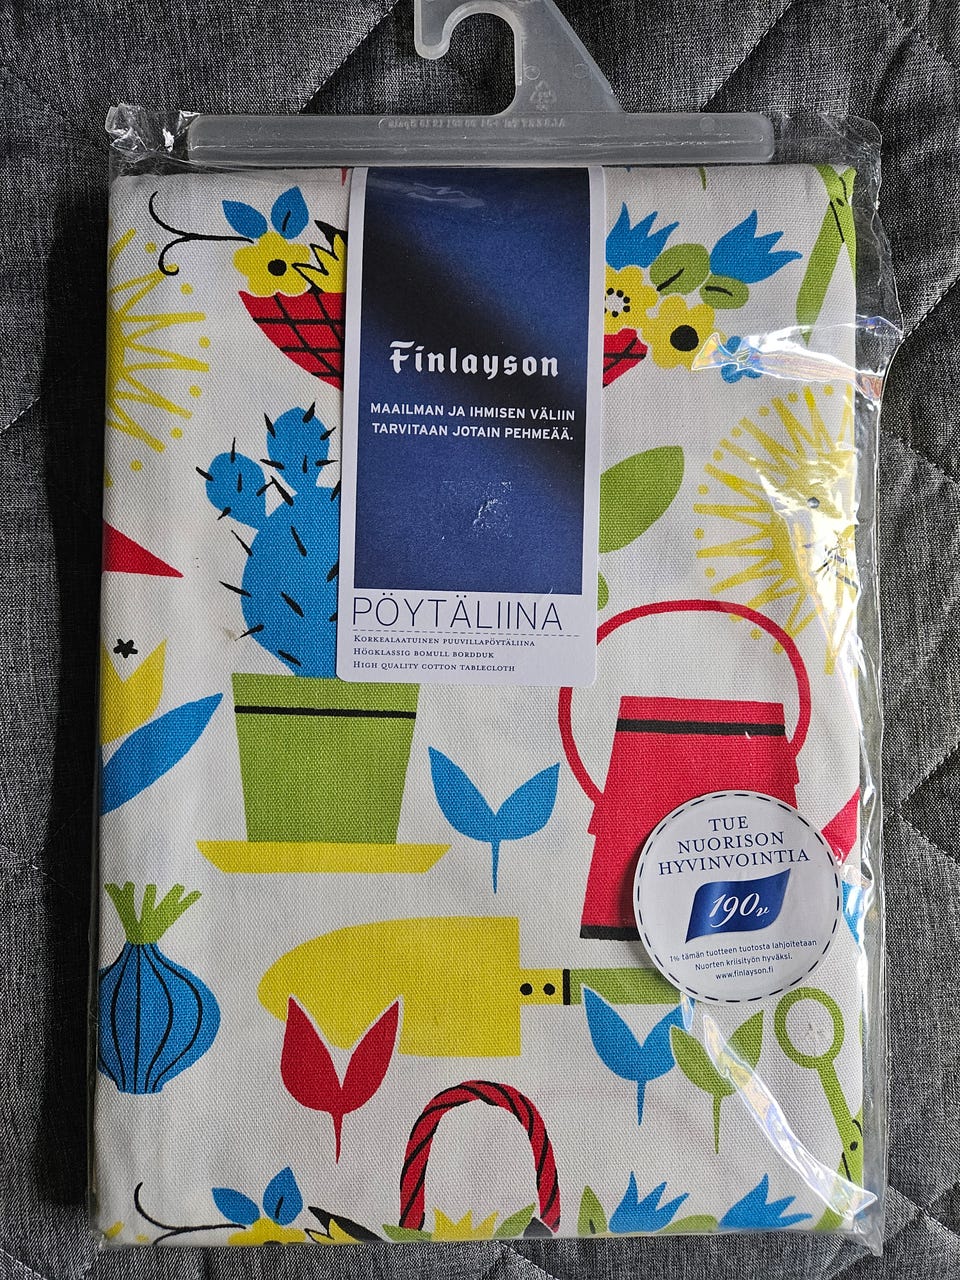 Finlayson
MAAILMAN JA IHMISEN VÄLIIN
TARVITAAN JOTAIN PEHMEÄÄ.
PÖYTÄLIINA
KORKEALAATUINEN PUUVILLAPÖYTÄLIINA
HÖGKLASSIG BOMULL BORDDUK
HIGH QUALITY COTTON TABLECLOTH
TUE
NUORISON
HYVINVOINTIA
190v
1% tämän tuotteen tuotosta lahjoitetaan
Nuorten kriisityön hyväksi.
www.finlayson.fi